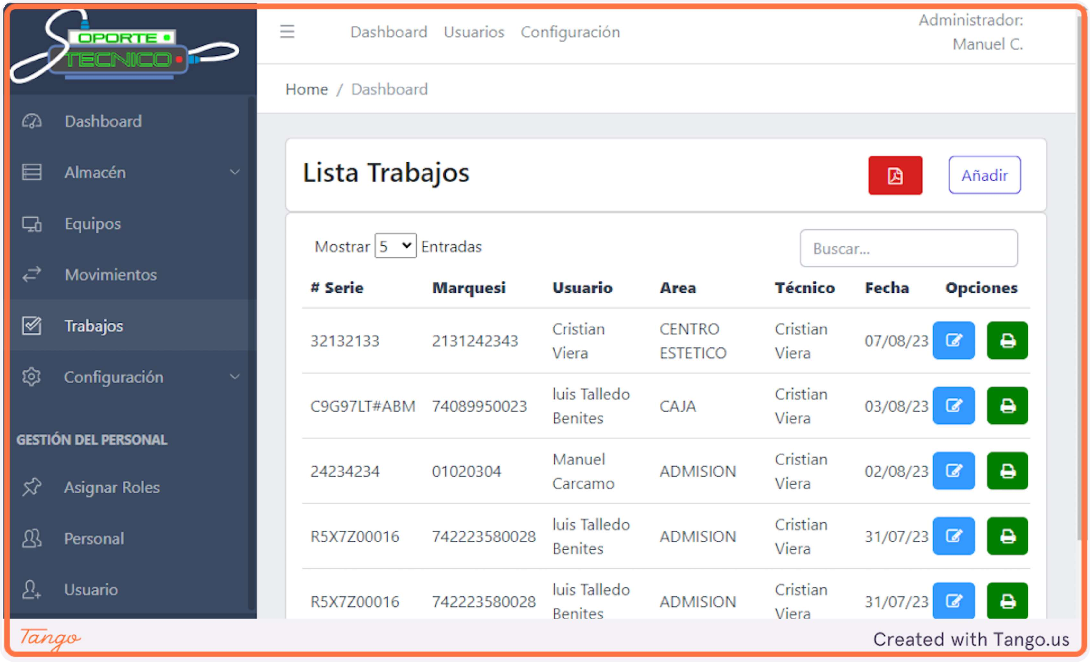 SOPORTE
TECNICO
Dashboard Usuarios Configuración
Administrador:
Manuel C.
Home / Dashboard
Dashboard
Almacén
Equipos
Movimientos
Trabajos
Configuración
GESTIÓN DEL PERSONAL
Asignar Roles
Personal
Usuario
Lista Trabajos
Añadir
Mostrar 5 Entradas
Buscar...
# Serie Marquesi Usuario Area Técnico Fecha Opciones
32132133 2131242343 Cristian Viera CENTRO ESTETICO Cristian Viera 07/08/23
C9G97LT#ABM 74089950023 luis Talledo Benites CAJA Cristian Viera 03/08/23
24234234 01020304 Manuel Carcamo ADMISION Cristian Viera 02/08/23
R5X7Z00016 742223580028 luis Talledo Benites ADMISION Cristian Viera 31/07/23
R5X7Z00016 742223580028 luis Talledo Benites ADMISION Cristian Viera 31/07/23
Tango
Created with Tango.us